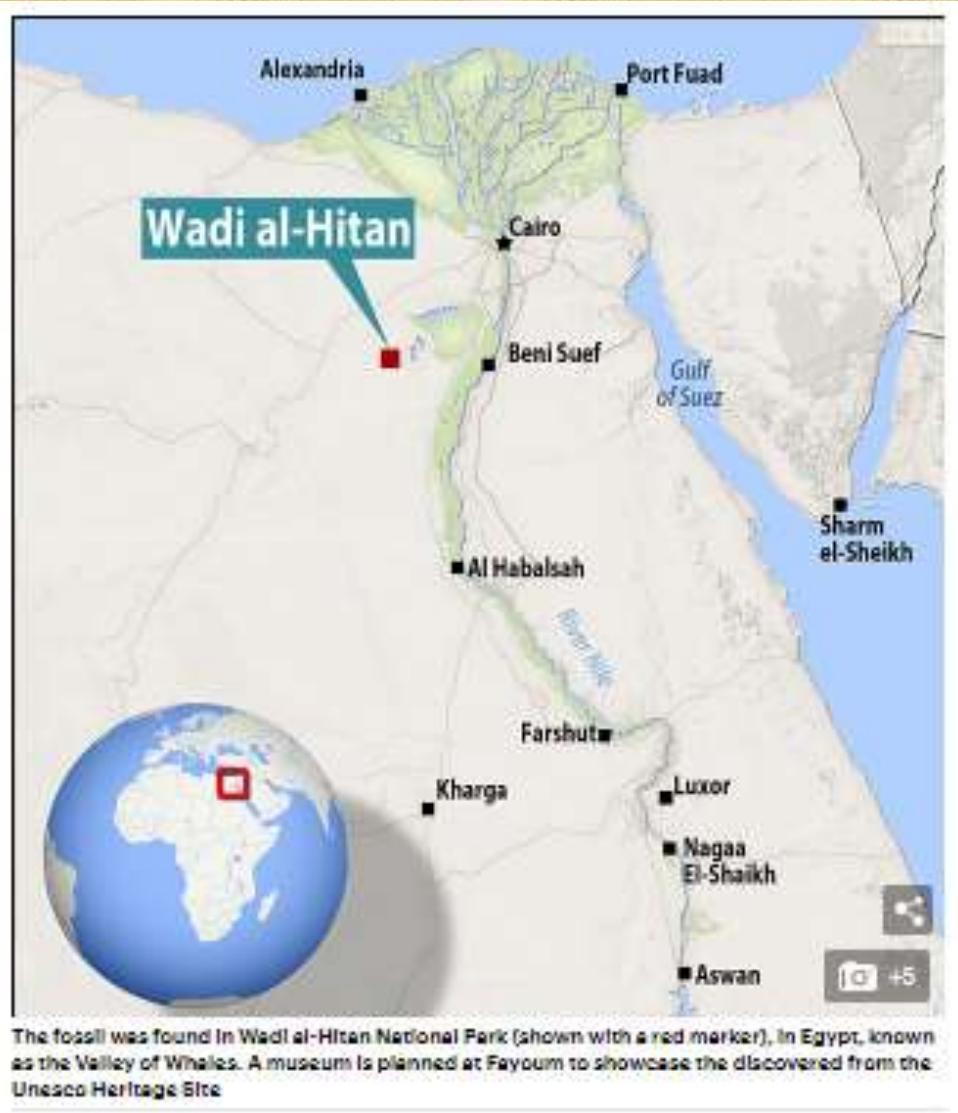 Alexandria
Port Fuad
Wadi al-Hitan
Cairo
Beni Suef
Gulf
of Suez
Sharm
el-Sheikh
Al Habalsah
River Nile
Farshut
Kharga
Luxor
Nagaa
El-Shaikh
Aswan
+5
The fossil was found in Wadi al-Hitan National Park (shown with a red marker), in Egypt, known
as the Valley of Whales. A museum is planned at Fayoum to showcase the discovered from the
Unesco Heritage Site